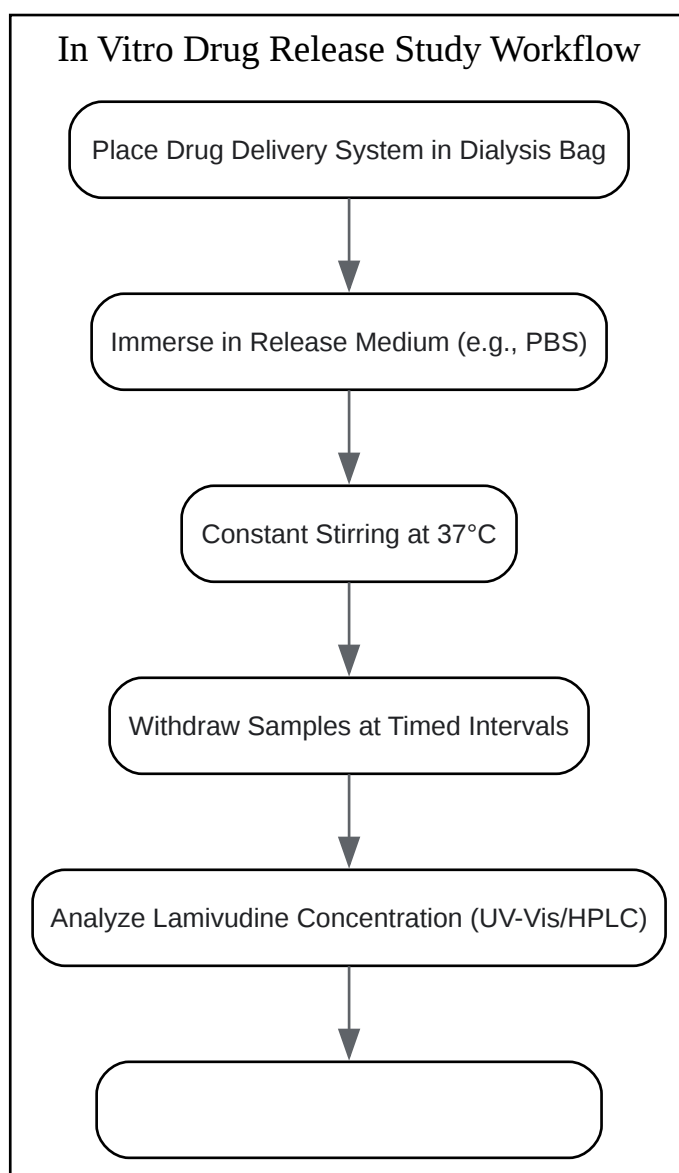 In Vitro Drug Release Study Workflow
Place Drug Delivery System in Dialysis Bag
Immerse in Release Medium (e.g., PBS)
Constant Stirring at 37°C
Withdraw Samples at Timed Intervals
Analyze Lamivudine Concentration (UV-Vis/HPLC)